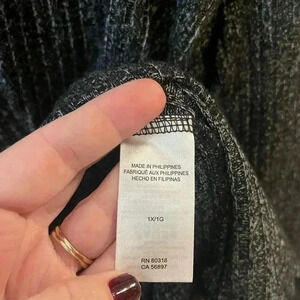 MADE IN PHILIPPINES
FABRIQUÉ AUX PHILIPPINES
HECHO EN FILIPINAS
1X/1G
RN 80318
CA 56897